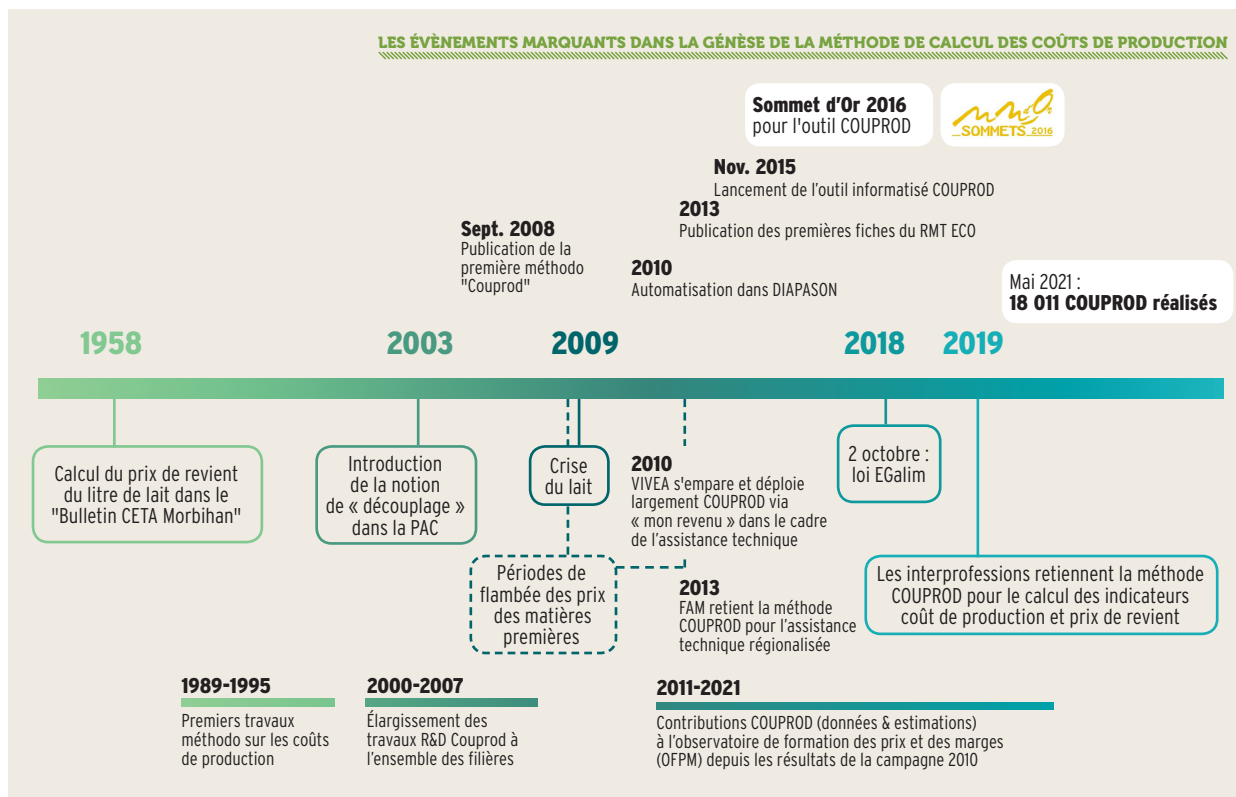 LES ÉVÈNEMENTS MARQUANTS DANS LA GÉNÈSE DE LA MÉTHODE DE CALCUL DES COÛTS DE PRODUCTION
Sommet d'Or 2016
pour l'outil COUPROD
SOMMETS 2016
Nov. 2015
Lancement de l'outil informatisé COUPROD
2013
Publication des premières fiches du RMT ECO
Sept. 2008
Publication de la
première méthodo
"Couprod"
2010
Automatisation dans DIAPASON
Mai 2021 :
18 011 COUPROD réalisés
1958
2003
2009
2018
2019
Calcul du prix de revient
du litre de lait dans le
"Bulletin CETA Morbihan"
Introduction
de la notion
de « découplage »
dans la PAC
Crise
du lait
2010
VIVEA s'empare et déploie
largement COUPROD via
« mon revenu » dans le cadre
de l'assistance technique
2 octobre :
loi EGalim
Périodes de
flambée des prix
des matières
premières
2013
FAM retient la méthode
COUPROD pour l'assistance
technique régionalisée
Les interprofessions retiennent la méthode
COUPROD pour le calcul des indicateurs
coût de production et prix de revient
1989-1995
Premiers travaux
méthodo sur les coûts
de production
2000-2007
Élargissement des
travaux R&D Couprod à
l'ensemble des filières
2011-2021
Contributions COUPROD (données & estimations)
à l'observatoire de formation des prix et des marges
(OFPM) depuis les résultats de la campagne 2010